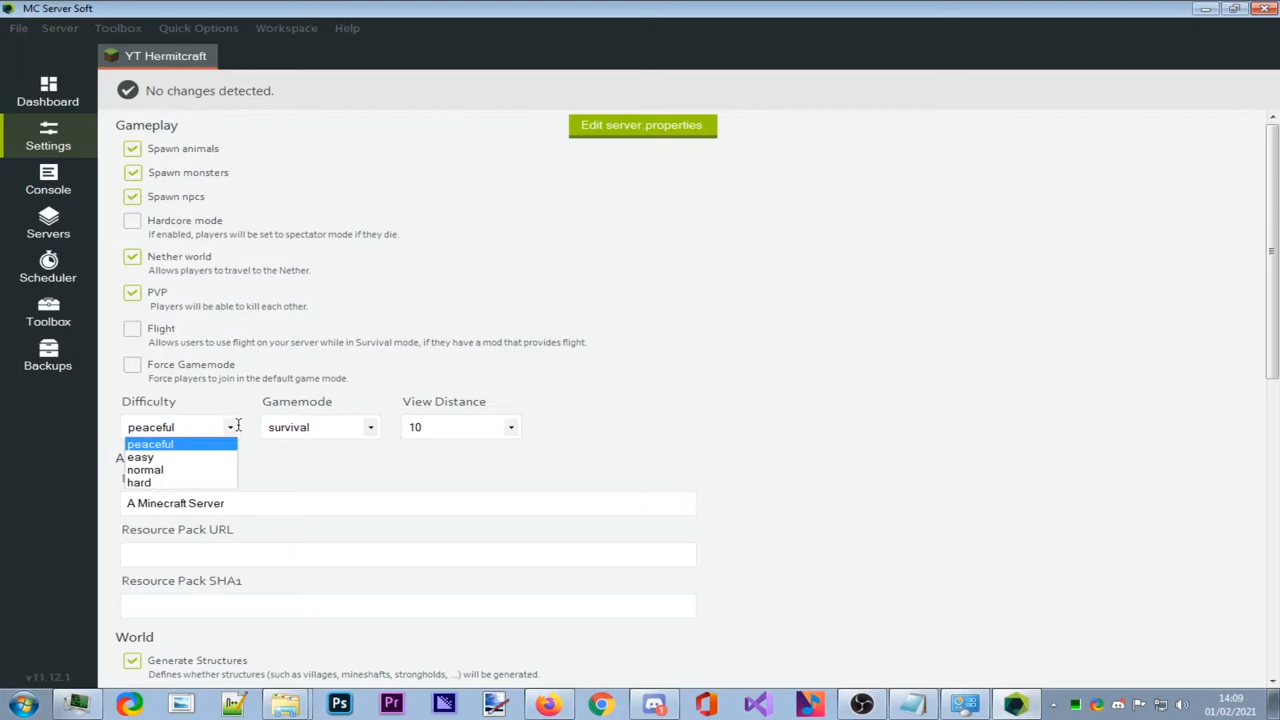 MC Server Soft
File Server Toolbox Quick Options Workspace Help
YT Hermitcraft
Dashboard
Settings
Console
Servers
Scheduler
Toolbox
Backups
v11.12.1
No changes detected.
Gameplay
Edit server.properties
Spawn animals
Spawn monsters
Spawn npcs
Hardcore mode
If enabled, players will be set to spectator mode if they die.
Nether world
Allows players to travel to the Nether.
PVP
Players will be able to kill each other.
Flight
Allows users to use flight on your server while in Survival mode, if they have a mod that provides flight.
Force Gamemode
Force players to join in the default game mode.
Difficulty Gamemode View Distance
peaceful survival 10
peaceful
easy
normal
hard
A Minecraft Server
Resource Pack URL
Resource Pack SHA1
World
Generate Structures
Defines whether structures (such as villages, mineshafts, strongholds, ...) will be generated.
Ps Pr
14:09
01/02/2021